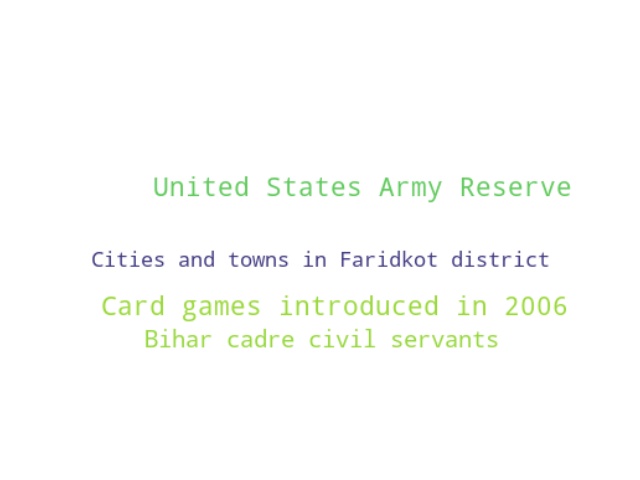 United States Army Reserve
Cities and towns in Faridkot district
Card games introduced in 2006
Bihar cadre civil servants